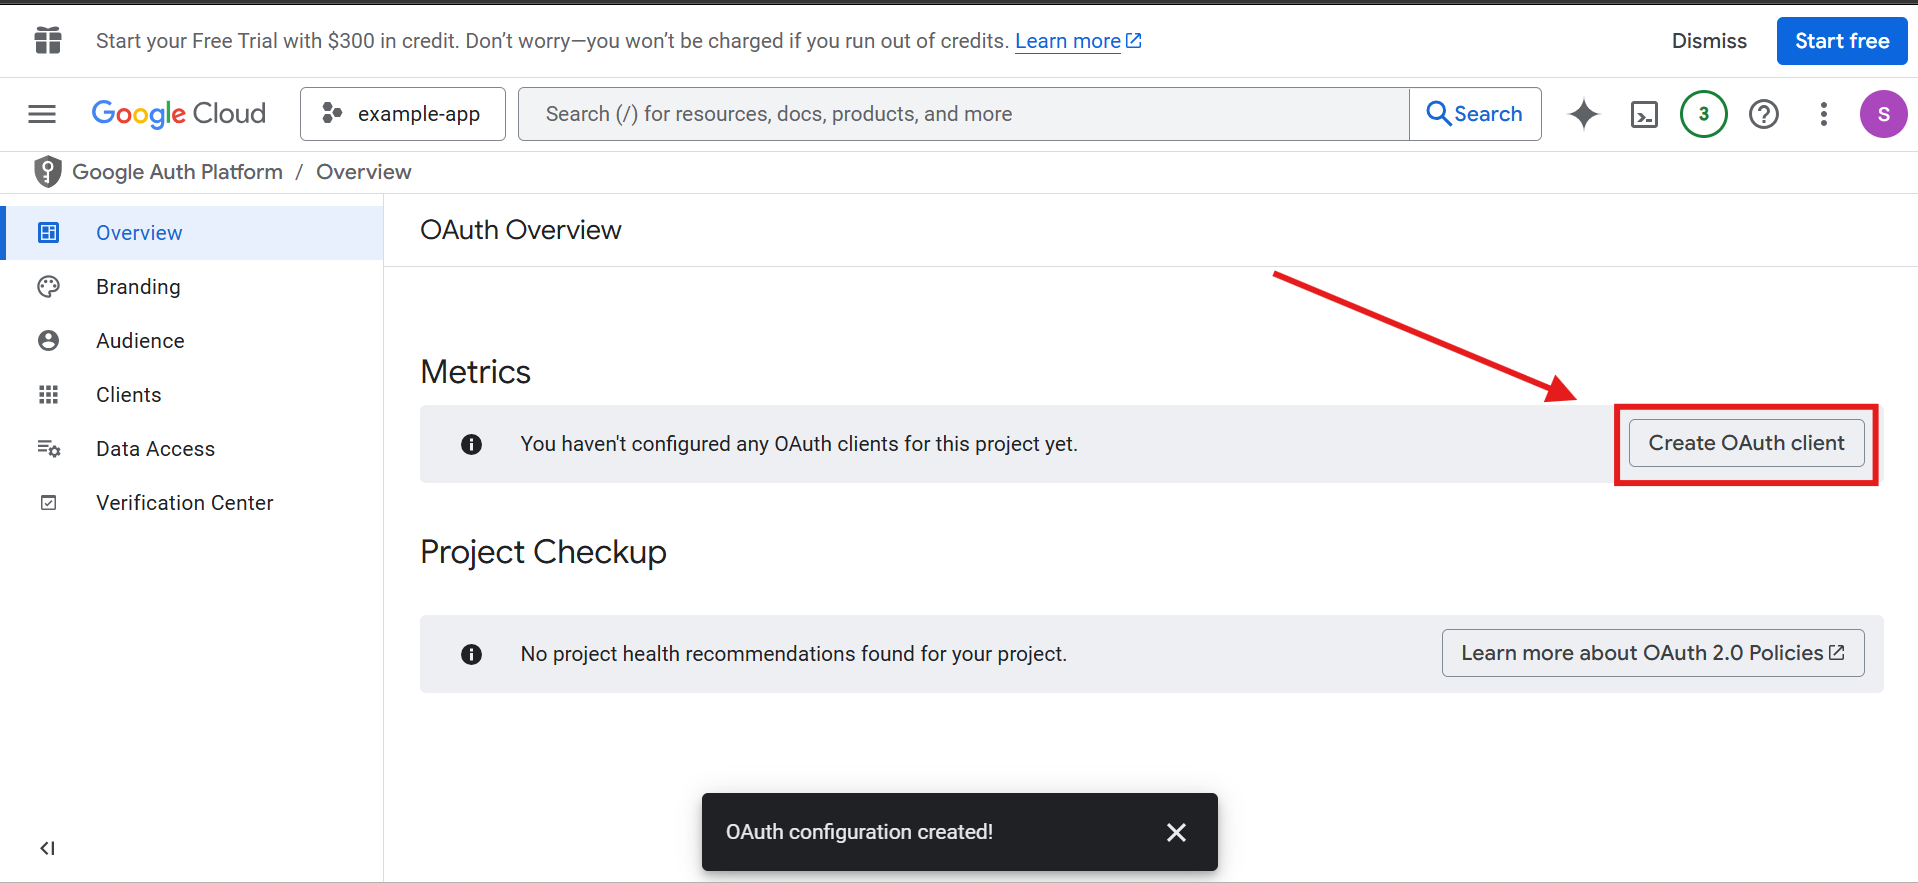 Start your Free Trial with $300 in credit. Don’t worry—you won’t be charged if you run out of credits. Learn more
Dismiss
Start free
Google Cloud
example-app
Search (/) for resources, docs, products, and more
Search
3
S
Google Auth Platform / Overview
Overview
Branding
Audience
Clients
Data Access
Verification Center
OAuth Overview
Metrics
You haven't configured any OAuth clients for this project yet.
Create OAuth client
Project Checkup
No project health recommendations found for your project.
Learn more about OAuth 2.0 Policies
OAuth configuration created!